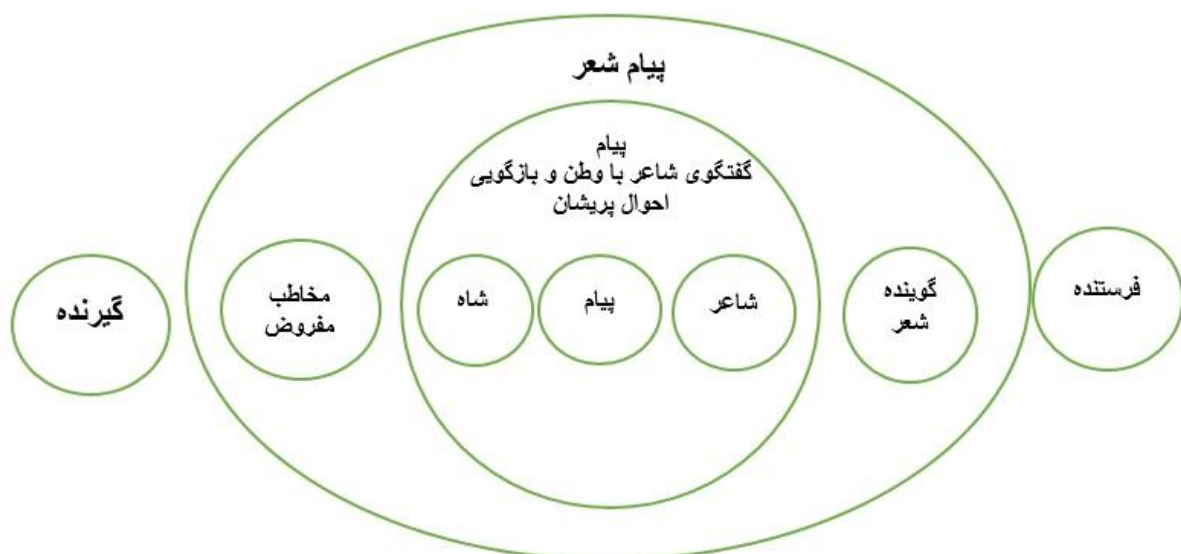 پیام شعر
پیام
گفتگوی شاعر با وطن و بازگویی
احوال پریشان
فرستنده
گوینده
شعر
شاعر
پیام
شاه
مخاطب
مفروض
گیرنده